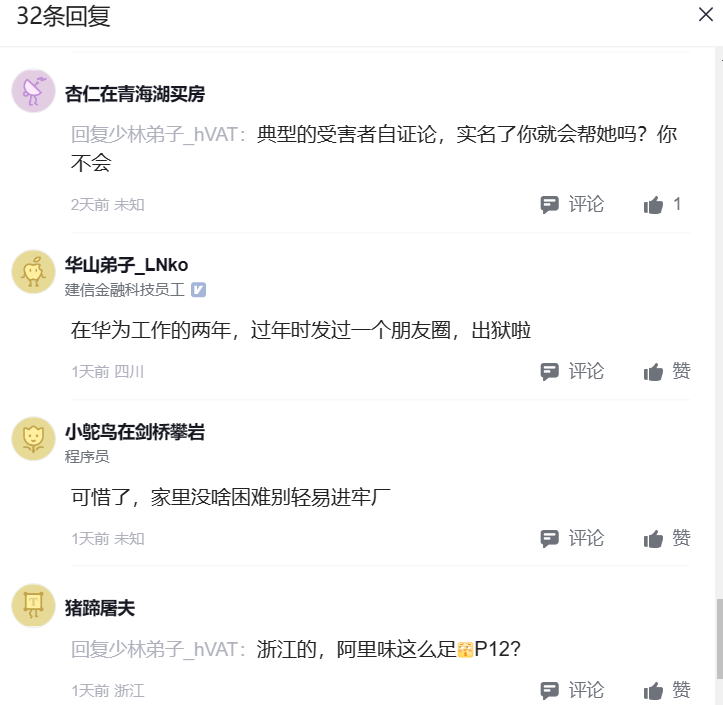 32条回复
杏仁在青海湖买房
回复少林弟子_hVAT：典型的受害者自证论，实名了你就会帮她吗？你
不会
2天前 未知
评论
1
华山弟子_LNko
建信金融科技员工
在华为工作的两年，过年时发过一个朋友圈，出狱啦
1天前 四川
评论
赞
小鸵鸟在剑桥攀岩
程序员
可惜了，家里没啥困难别轻易进牢厂
1天前 未知
评论
赞
猪蹄屠夫
回复少林弟子_hVAT：浙江的，阿里味这么足P12?
1天前 浙江
评论
赞